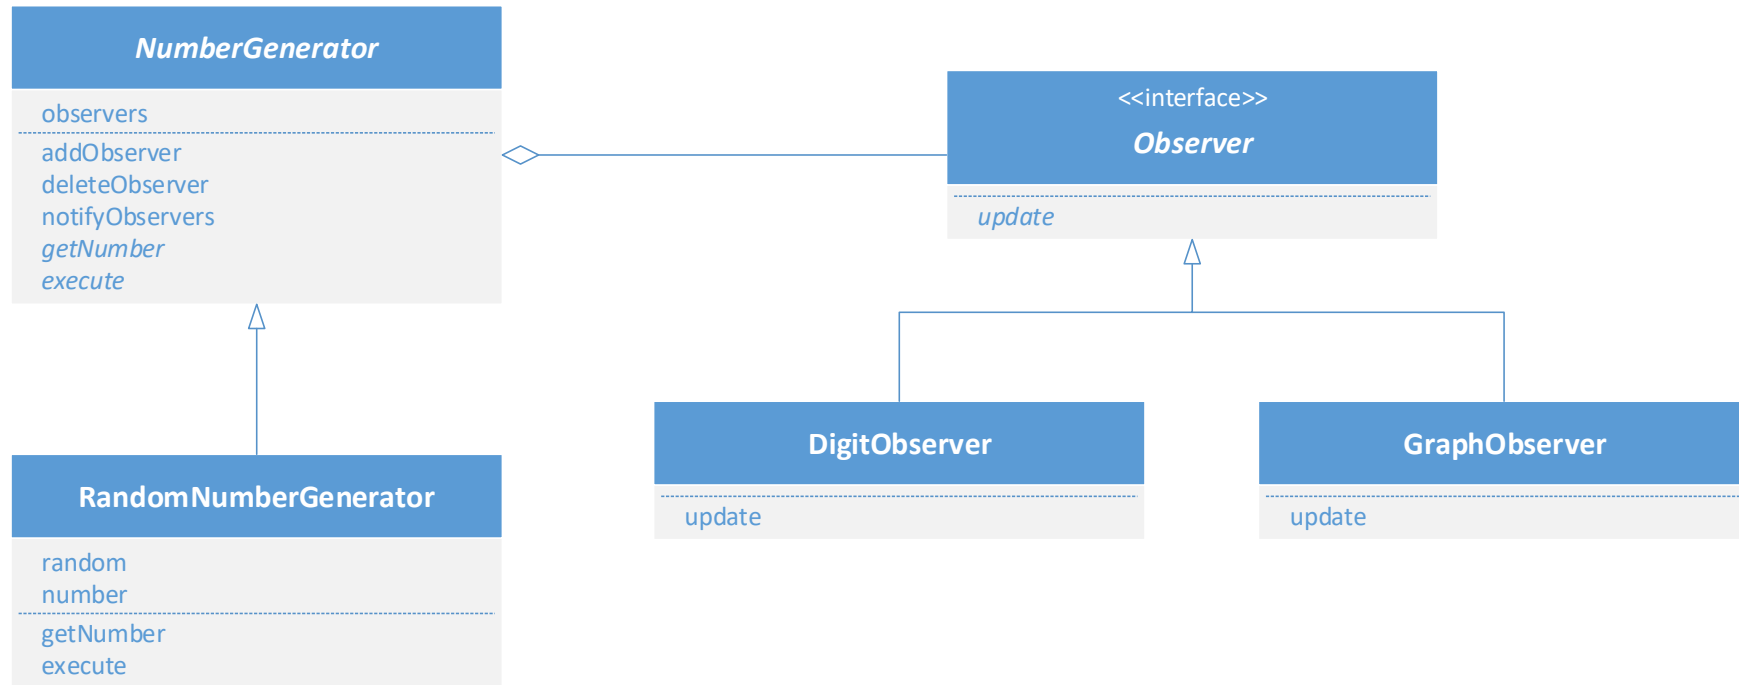 NumberGenerator
observers
addObserver
deleteObserver
notifyObservers
getNumber
execute
<<interface>>
Observer
update
RandomNumberGenerator
random
number
getNumber
execute
DigitObserver
update
GraphObserver
update